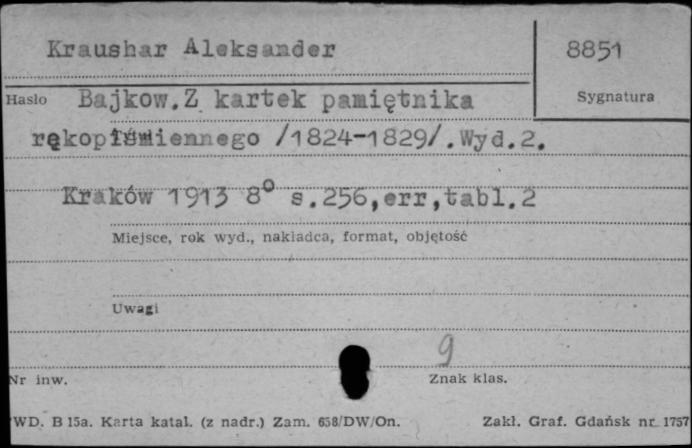 Kraushar Aleksander
8851
Hasło Bajkow.Z kartek pamiętnika
Sygnatura
rękopiśmiennego /1824-1829/.Wyd.2.
Kraków 1913 8° s.256,err,tabl.2
Miejsce, rok wyd., nakładca, format, objętość
Uwagi
9
Nr inw.
Znak klas.
WD. B 15a. Karta katal. (z nadr.) Zam. 658/DW/On.
Zakł. Graf. Gdańsk nr 1757